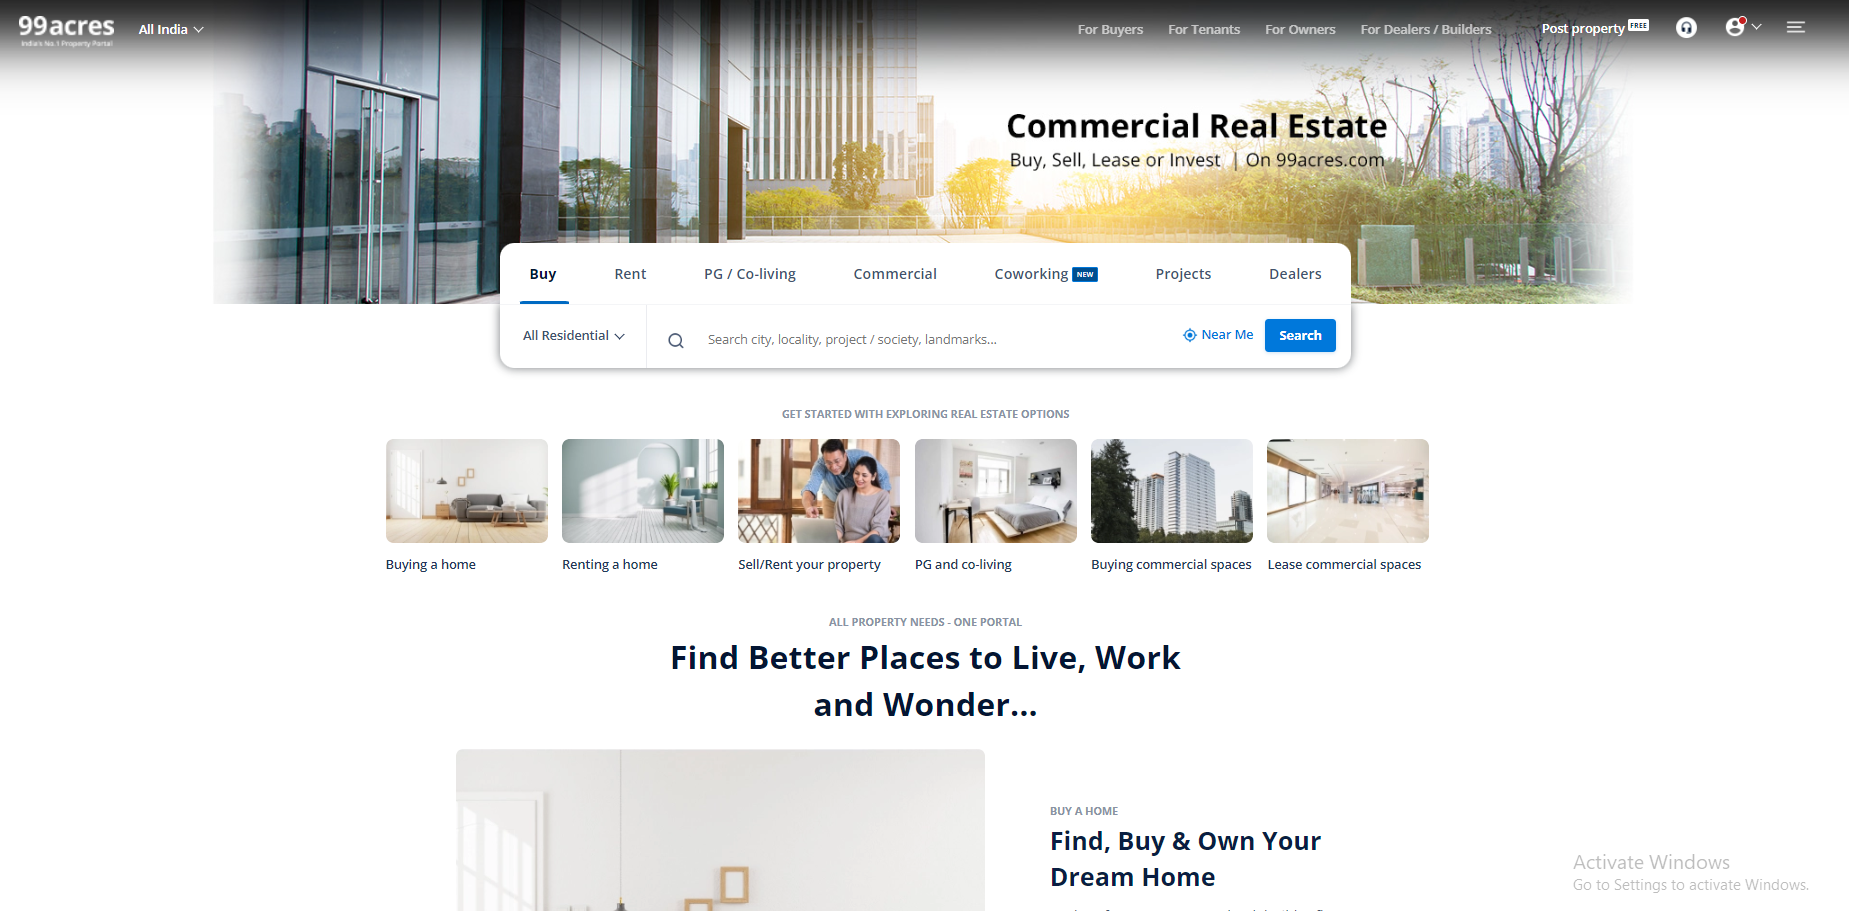 99acres
India's No.1 Property Portal
All India
For Buyers
For Tenants
For Owners
For Dealers / Builders
Post property FREE
Commercial Real Estate
Buy, Sell, Lease or Invest | On 99acres.com
Buy
Rent
PG / Co-living
Commercial
Coworking NEW
Projects
Dealers
All Residential
Search city, locality, project / society, landmarks...
Near Me
Search
GET STARTED WITH EXPLORING REAL ESTATE OPTIONS
Buying a home
Renting a home
Sell/Rent your property
PG and co-living
Buying commercial spaces
Lease commercial spaces
ALL PROPERTY NEEDS - ONE PORTAL
Find Better Places to Live, Work
and Wonder...
BUY A HOME
Find, Buy & Own Your
Dream Home
Activate Windows
Go to Settings to activate Windows.